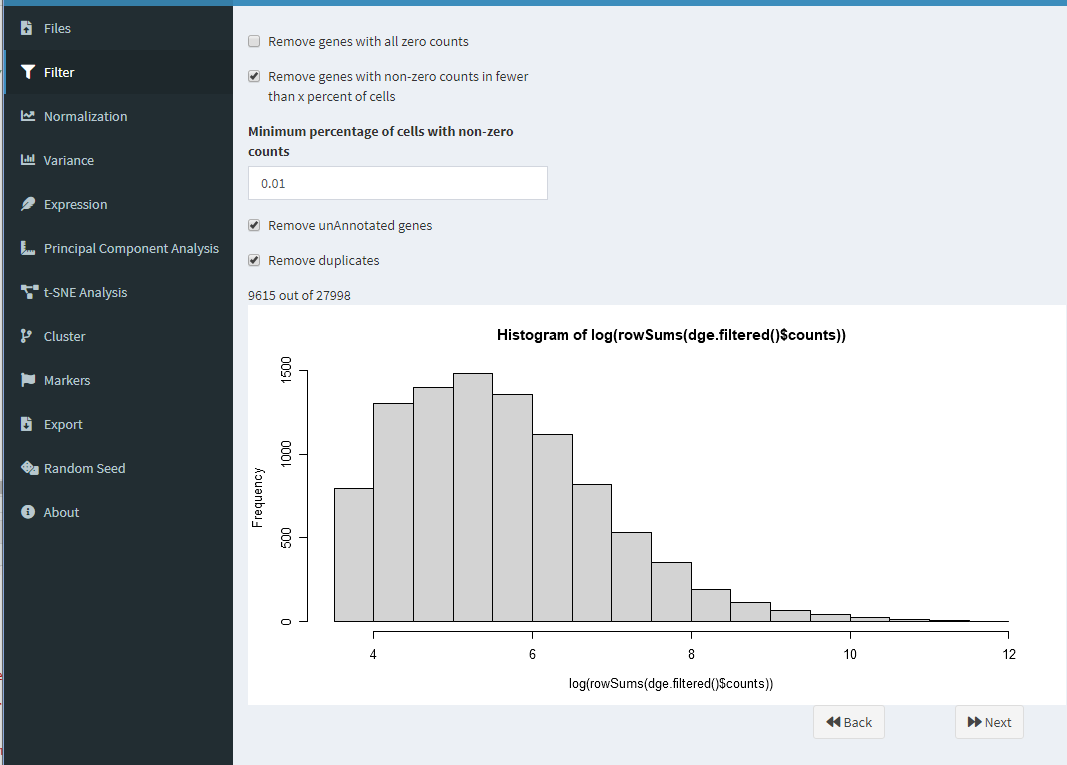 Files
Filter
Normalization
Variance
Expression
Principal Component Analysis
t-SNE Analysis
Cluster
Markers
Export
Random Seed
About
Remove genes with all zero counts
Remove genes with non-zero counts in fewer
than x percent of cells
Minimum percentage of cells with non-zero
counts
0.01
Remove unAnnotated genes
Remove duplicates
9615 out of 27998
Histogram of log(rowSums(dge.filtered()$counts))
Frequency
1500
1000
500
0
4 6 8 10 12
log(rowSums(dge.filtered()$counts))
Back Next